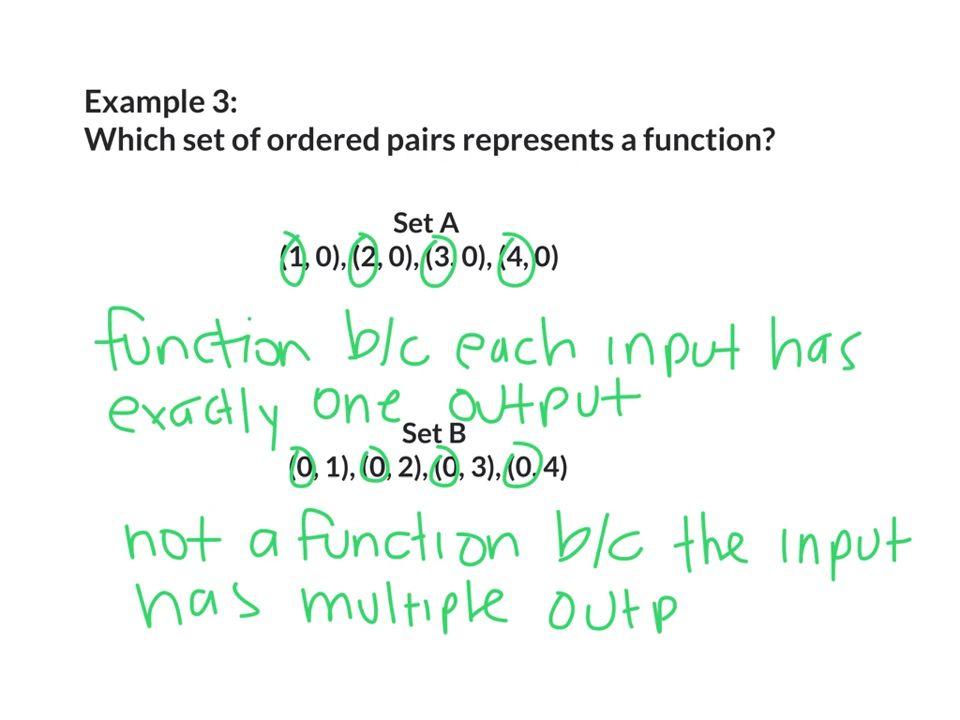 Example 3:
Which set of ordered pairs represents a function?
Set A
(1, 0), (2, 0), (3, 0), (4, 0)
function b/c each input has
exactly one output
Set B
(0, 1), (0, 2), (0, 3), (0, 4)
not a function b/c the input
has multiple outp